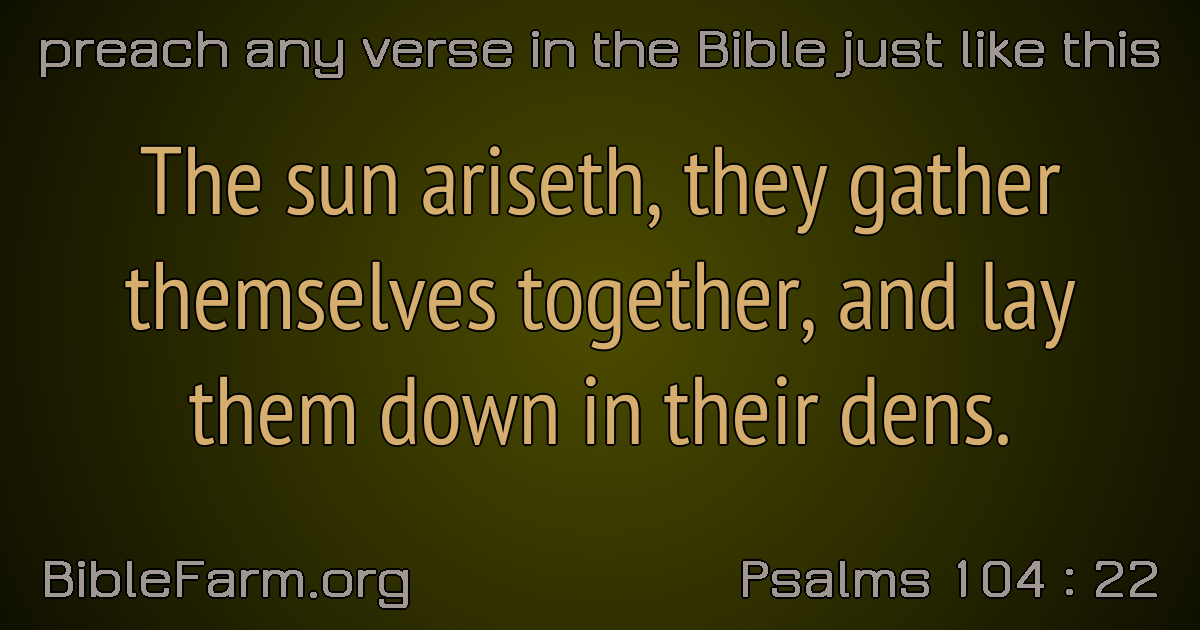 preach any verse in the Bible just like this
The sun ariseth, they gather
themselves together, and lay
them down in their dens.
BibleFarm.org
Psalms 104 : 22